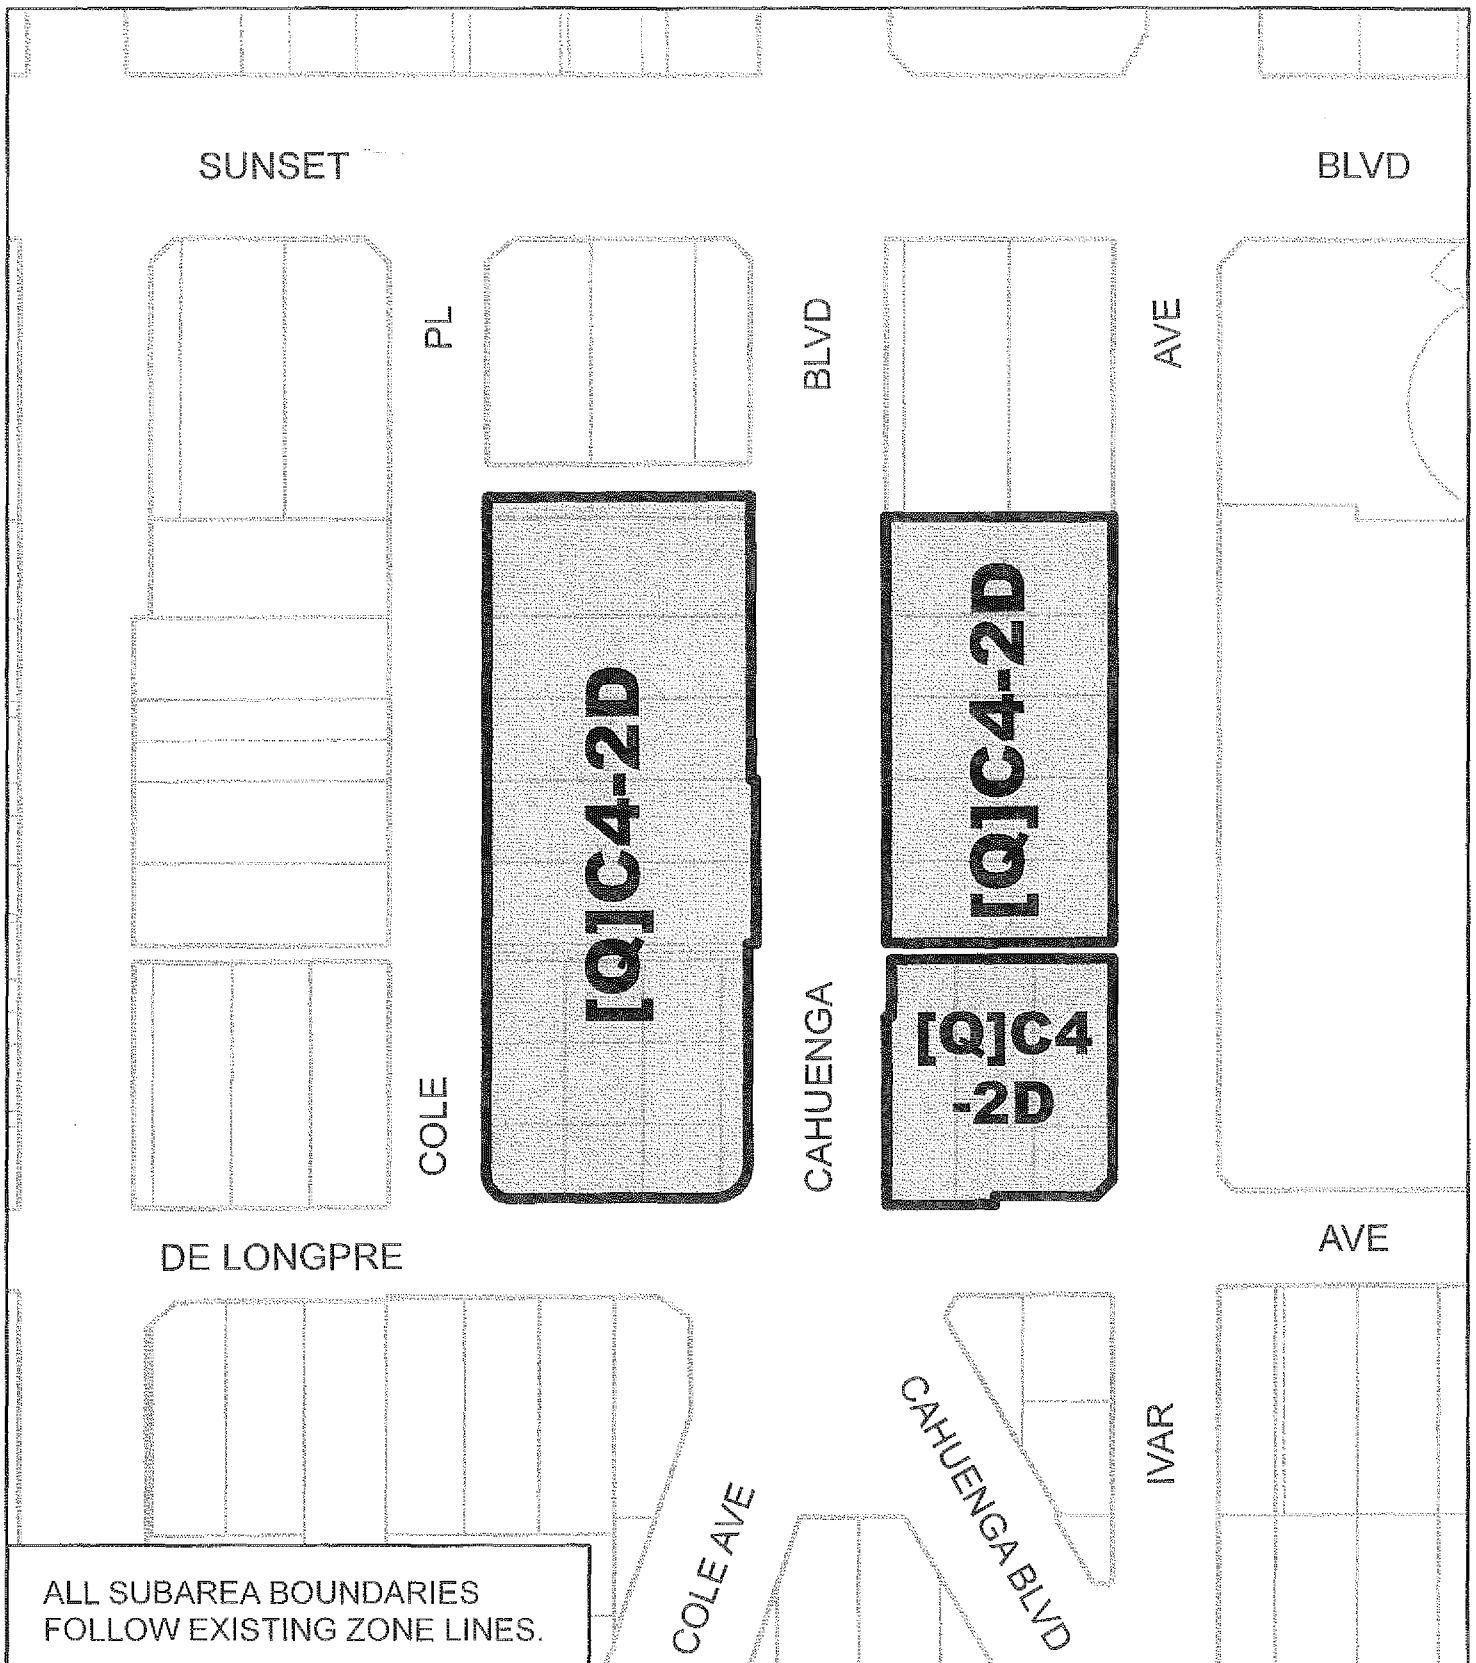 SUNSET
BLVD
PL
BLVD
AVE
[Q]C4-2D
[Q]C4-2D
[Q]C4
-2D
COLE
CAHUENGA
DE LONGPRE
AVE
CAHUENGA BLVD
IVAR
COLE AVE
ALL SUBAREA BOUNDARIES
FOLLOW EXISTING ZONE LINES.